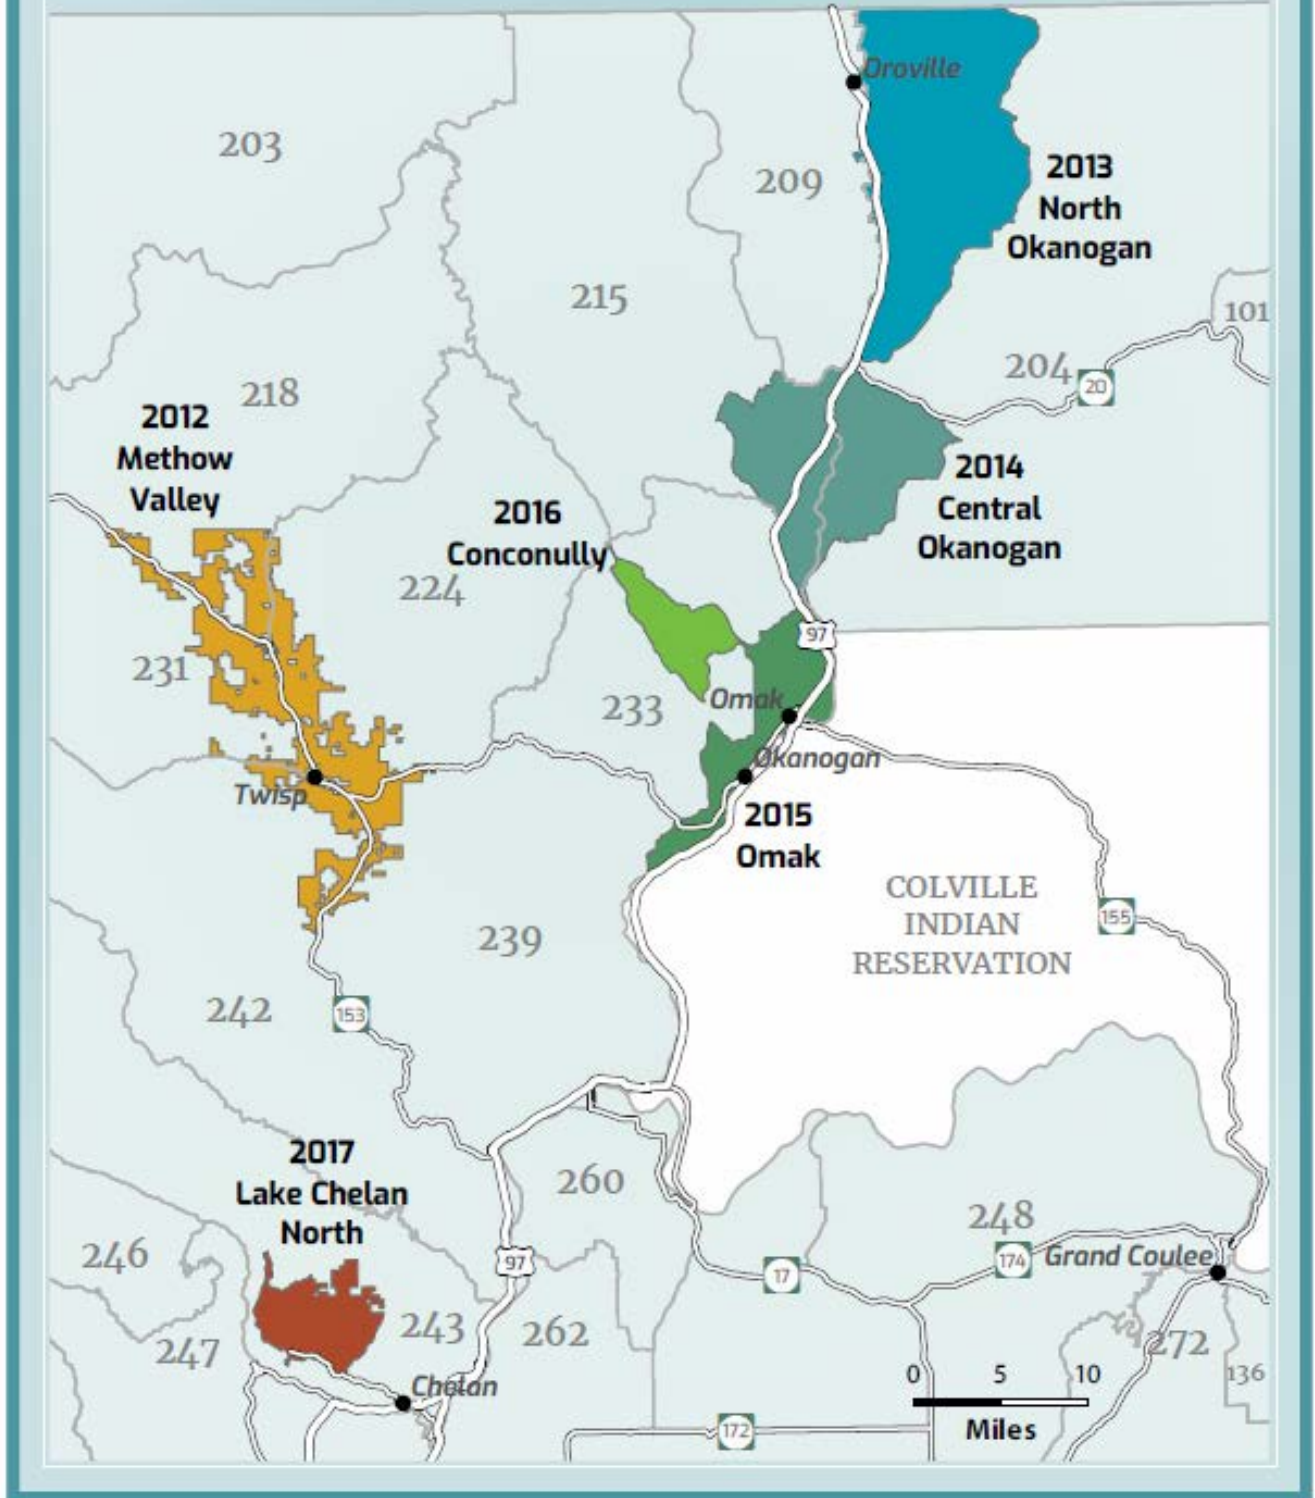 Oroville
203
2013
North
Okanogan
209
215
101
204
20
218
2012
Methow
Valley
2014
Central
Okanogan
2016
Conconully
224
97
231
233
Omak
Okanogan
Twisp
2015
Omak
COLVILLE
INDIAN
RESERVATION
155
239
242
153
2017
Lake Chelan
North
260
248
246
97
17
174
Grand Coulee
243
262
247
272
0 5 10
136
Chelan
Miles
172